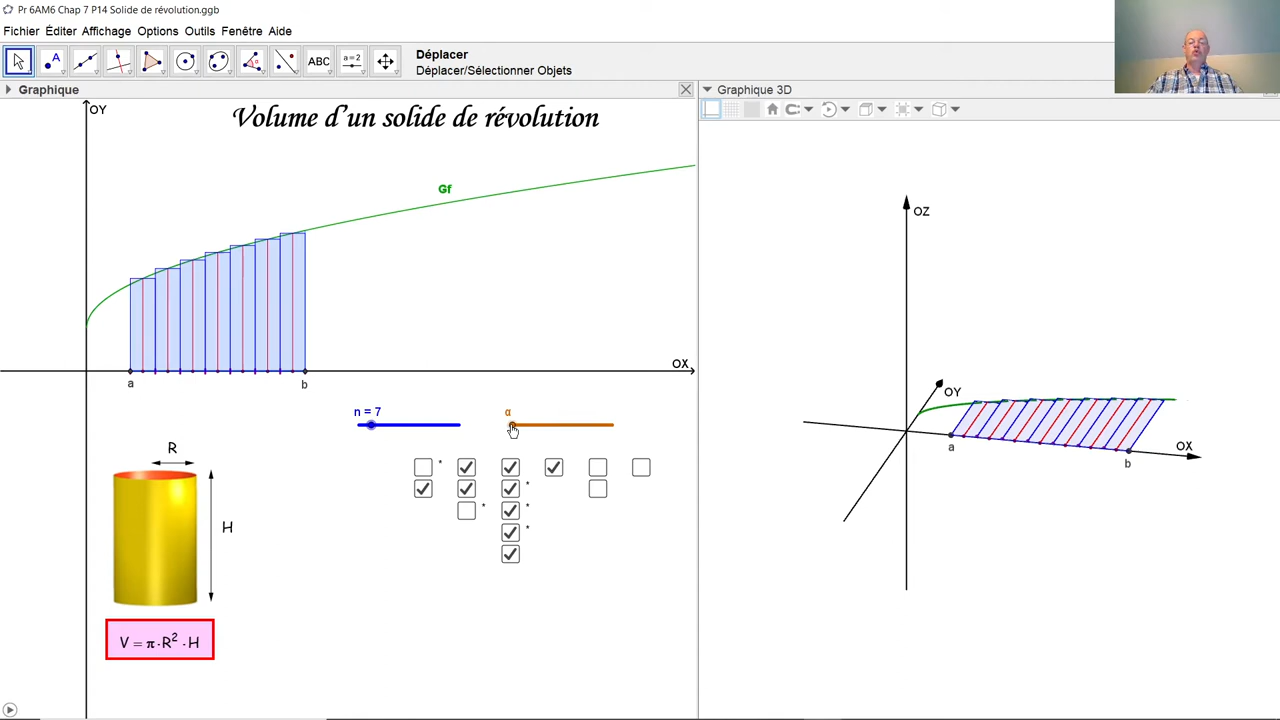 Pr 6AM6 Chap 7 P14 Solide de révolution.ggb
Fichier Éditer Affichage Options Outils Fenêtre Aide
A ABC a=2 Déplacer
Déplacer/Sélectionner Objets
Graphique
Graphique 3D
OY
Volume d'un solide de révolution
Gf
OX
a
b
n = 7
α
R
H
V = π·R²·H
*
*
*
*
*
OZ
OY
OX
a
b